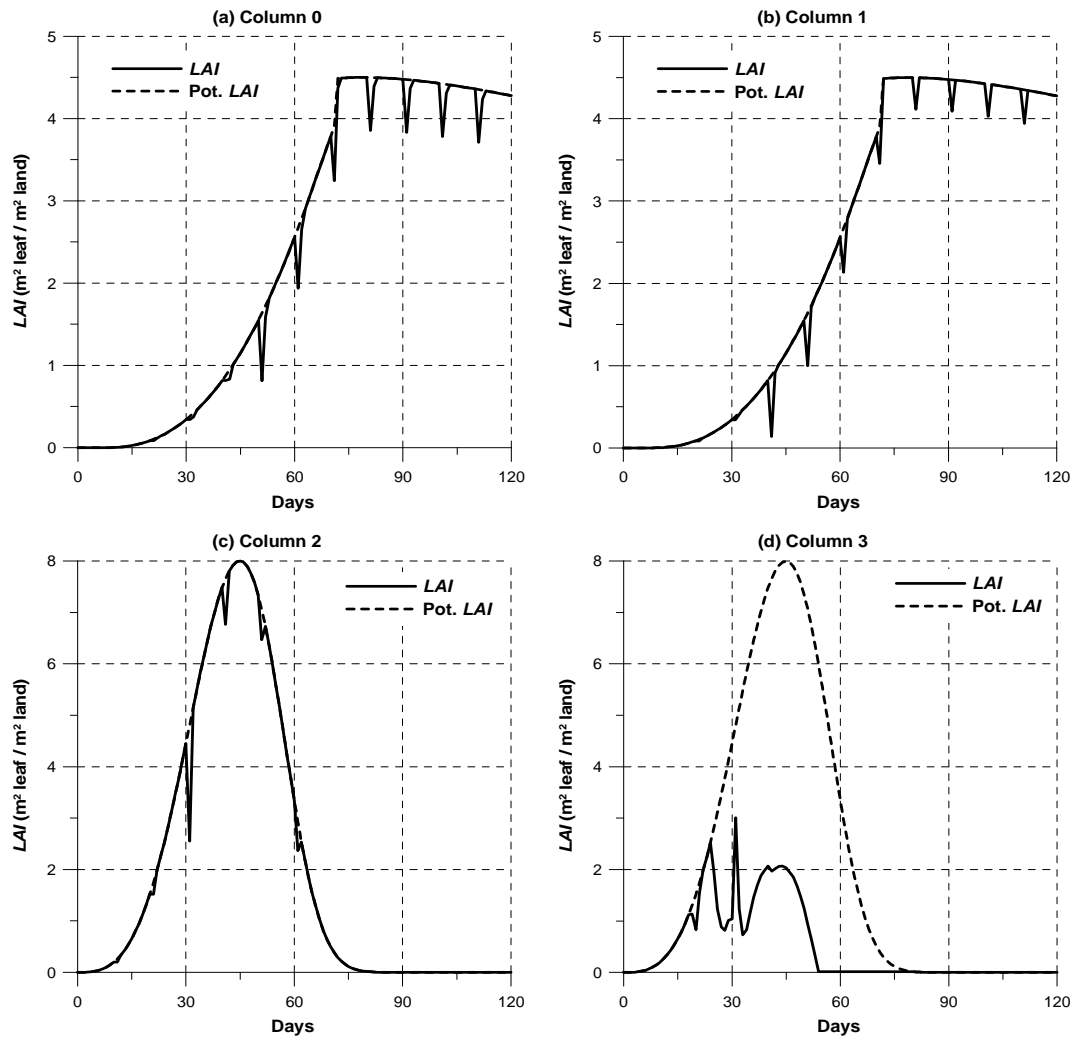 (a) Column 0
5
4
3
2
1
0
LAI (m² leaf / m² land)
LAI
Pot. LAI
0 30 60 90 120
Days
(b) Column 1
5
4
3
2
1
0
LAI (m² leaf / m² land)
LAI
Pot. LAI
0 30 60 90 120
Days
(c) Column 2
8
6
4
2
0
LAI (m² leaf / m² land)
LAI
Pot. LAI
0 30 60 90 120
Days
(d) Column 3
8
6
4
2
0
LAI (m² leaf / m² land)
LAI
Pot. LAI
0 30 60 90 120
Days